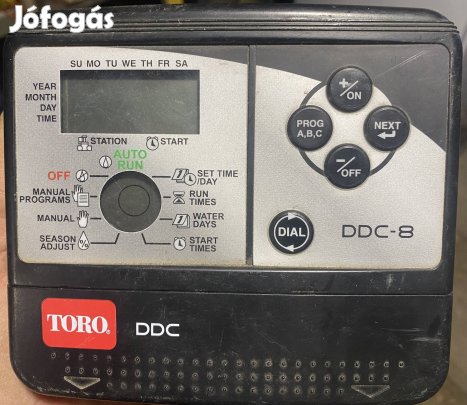 Jófogás
SU MO TU WE TH FR SA
YEAR
MONTH
DAY
TIME
STATION
START
AUTO
RUN
OFF
MANUAL
PROGRAMS
MANUAL
SEASON
ADJUST
%
SET TIME
/DAY
RUN
TIMES
WATER
DAYS
START
TIMES
+/ON
PROG
A,B,C
NEXT
-/OFF
DIAL
DDC-8
TORO
DDC